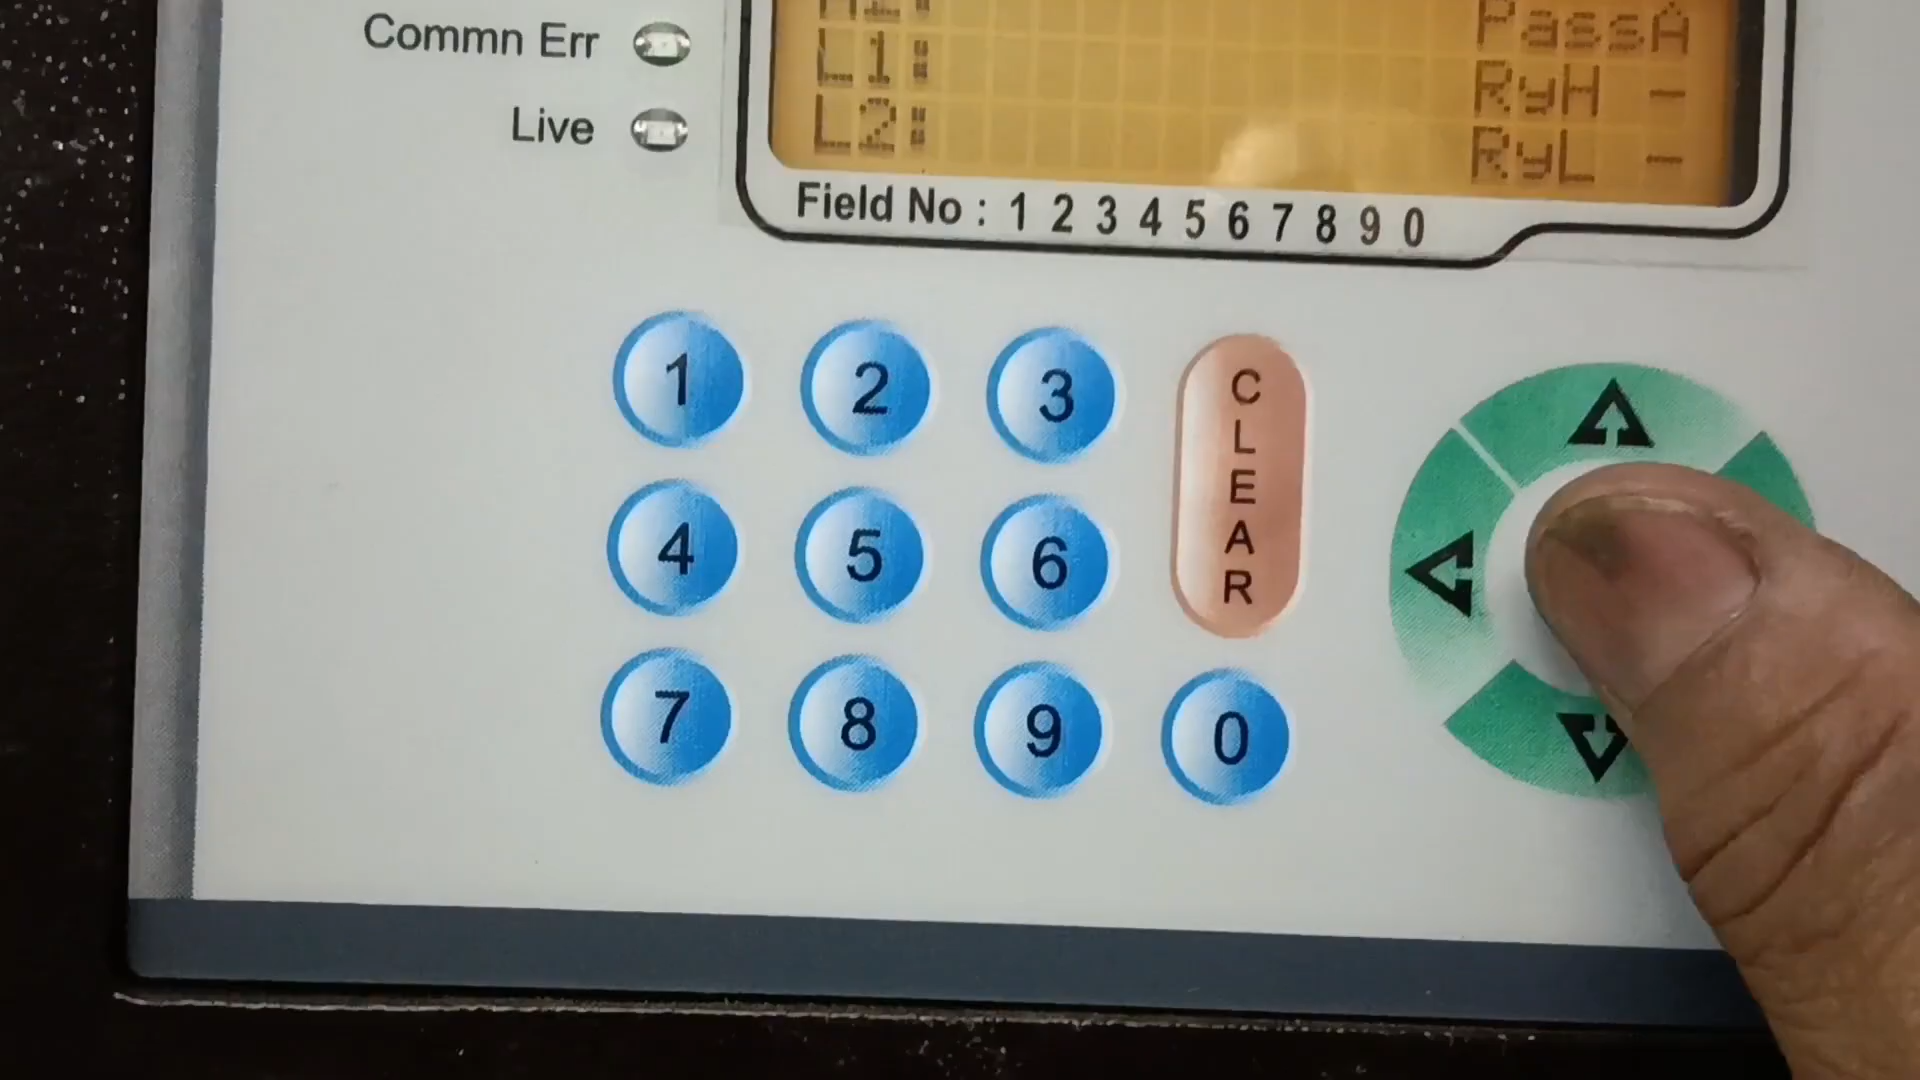 Commn Err
Live
PassA
L1: RyH -
L2: RyL -
Field No : 1 2 3 4 5 6 7 8 9 0
1 2 3
CLEAR
4 5 6
7 8 9 0